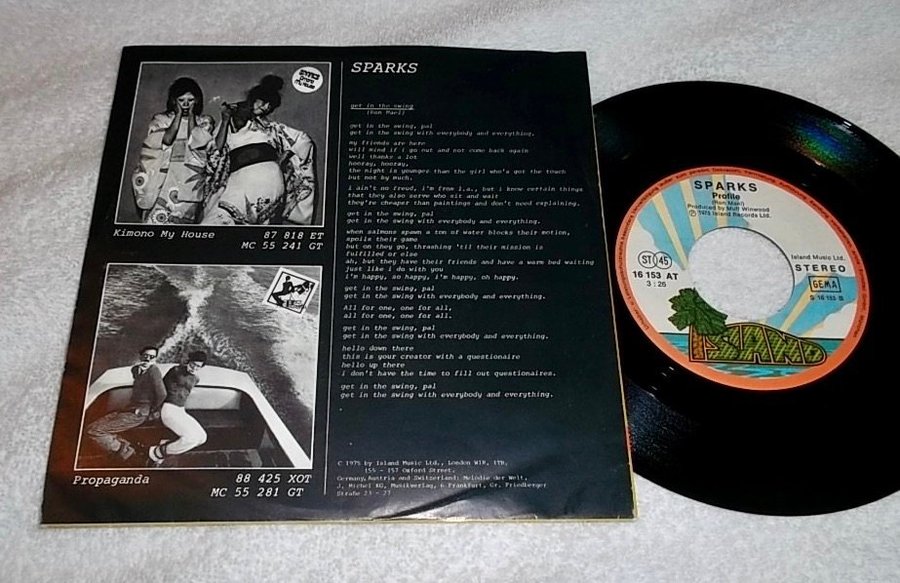 SPARKS
Kimono My House
87 818 ET
MC 55 241 GT
Propaganda
88 425 XOT
MC 55 281 GT
SPARKS
get in the swing
(Ron Mael)
get in the swing, pal
get in the swing with everybody and everything.
my friends are here
will mind if i go out and not come back again
well thanks a lot
hooray, hooray,
the night is younger than the girl who's got the touch
but not by much.
i ain't no freud, i'm from l.a., but i know certain things
that they also serve who sit and wait
they're cheaper than paintings and don't need explaining.
get in the swing, pal
get in the swing with everybody and everything.
when salmons spawn a ton of water blocks their motion,
spoils their game
but on they go, thrashing 'til their mission is
fulfilled or else
ah, but they have their friends and have a warm bed waiting
just like i do with you
i'm happy, so happy, i'm happy, oh happy.
get in the swing, pal
get in the swing with everybody and everything.
All for one, one for all,
all for one, one for all.
get in the swing, pal
get in the swing with everybody and everything.
hello down there
this is your creator with a questionaire
hello up there
i don't have the time to fill out questionaires.
get in the swing, pal
get in the swing with everybody and everything.
C 1975 by Island Music Ltd., London W1R, 1TR,
155 - 157 Oxford Street.
Germany, Austria and Switzerland: Melodie der Welt,
J. Michel KG, Musikverlag, 6 Frankfurt, Gr. Friedberger
Straße 23 - 27
SPARKS
Profile
(Ron Mael)
Produced by Muff Winwood
℗ 1975 Island Records Ltd.
Island Music Ltd.
ST 45
STEREO
16 153 AT
3:26
GEMA
S 16 153 B
ISLAND